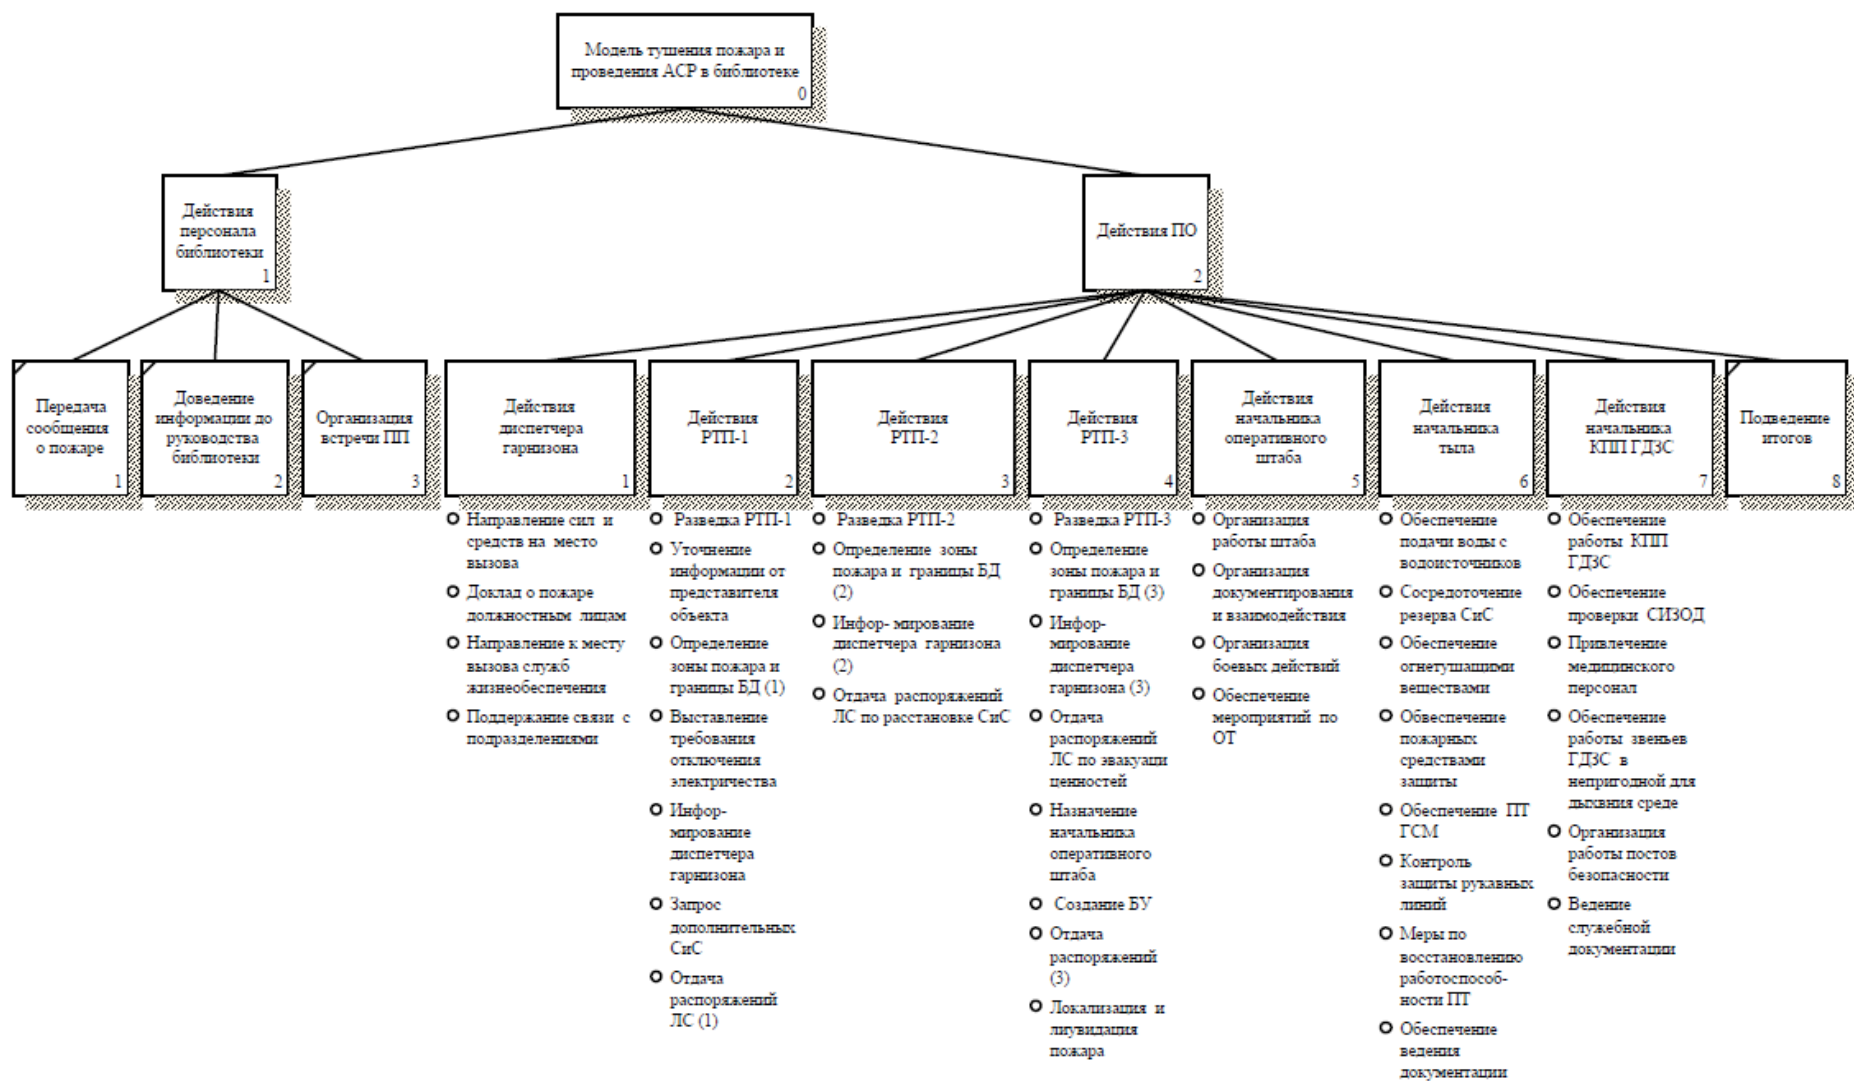 Модель тушения пожара и
проведения АСР в библиотеке
0
Действия
персонала
библиотеки
1
Действия ПО
2
Передача
сообщения
о пожаре
1
Доведение
информации до
руководства
библиотеки
2
Организация
встречи ПП
3
Действия
диспетчера
гарнизона
1
Действия
РТП-1
2
Действия
РТП-2
3
Действия
РТП-3
4
Действия
начальника
оперативного
штаба
5
Действия
начальника
тыла
6
Действия
начальника
КПП ГДЗС
7
Подведение
итогов
8
Направление сил и
средств на место
вызова
Доклад о пожаре
должностным лицам
Направление к месту
вызова служб
жизнеобеспечения
Поддержание связи с
подразделениями
Разведка РТП-1
Уточнение
информации от
представителя
объекта
Определение
зоны пожара и
границы БД (1)
Выставление
требования
отключения
электричества
Инфор-
мирование
диспетчера
гарнизона
Запрос
дополнительных
СиС
Отдача
распоряжений
ЛС (1)
Разведка РТП-2
Определение зоны
пожара и границы БД
(2)
Инфор- мирование
диспетчера гарнизона
(2)
Отдача распоряжений
ЛС по расстановке СиС
Разведка РТП-3
Определение
зоны пожара и
границы БД (3)
Инфор-
мирование
диспетчера
гарнизона (3)
Отдача
распоряжений
ЛС по эвакуаци
ценностей
Назначение
начальника
оперативного
штаба
Создание БУ
Отдача
распоряжений
(3)
Локализация и
лиувидация
пожара
Организация
работы штаба
Организация
документирования
и взаимодействия
Организация
боевых действий
Обеспечение
мероприятий по
ОТ
Обеспечение
подачи воды с
водоисточников
Сосредоточение
резерва СиС
Обеспечение
огнетушащими
веществами
Обвеспечение
пожарных
средствами
защиты
Обеспечение ПТ
ГСМ
Контроль
защиты рукавных
линий
Меры по
восстановлению
работоспособ-
ности ПТ
Обеспечение
ведения
документации
Обеспечение
работы КПП
ГДЗС
Обеспечение
проверки СИЗОД
Привлечение
медицинского
персонал
Обеспечение
работы звеньев
ГДЗС в
непригодной для
дыхвния среде
Организация
работы постов
безопасности
Ведение
служебной
документации